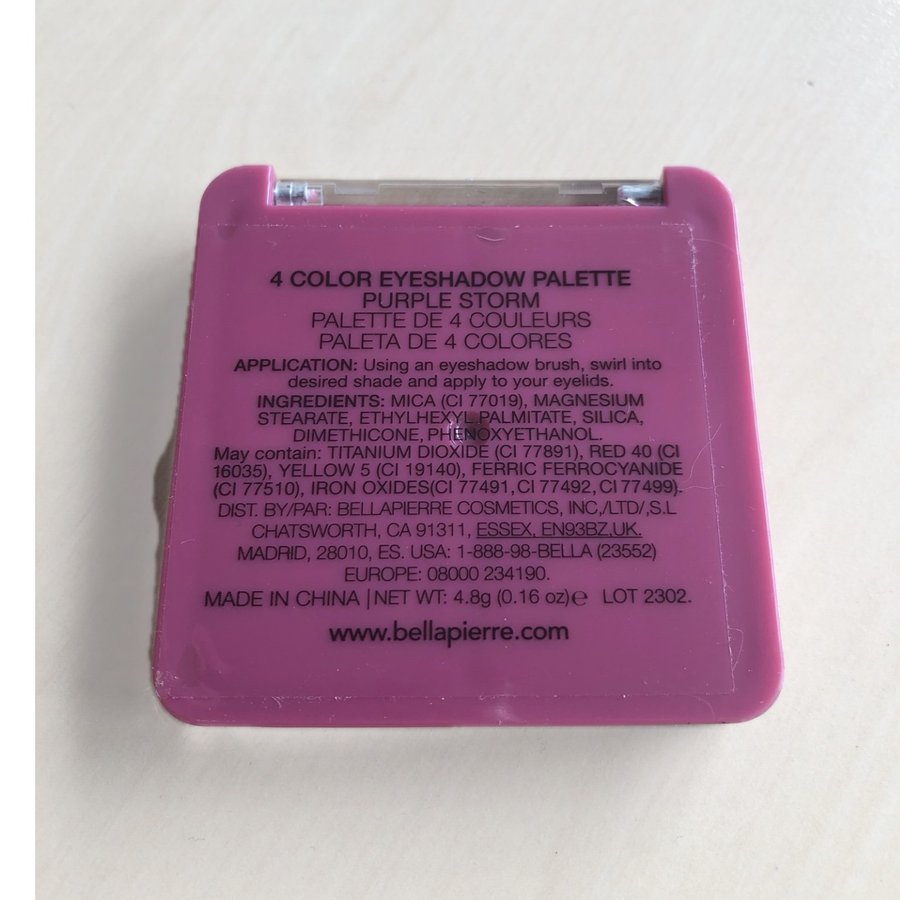 4 COLOR EYESHADOW PALETTE
PURPLE STORM
PALETTE DE 4 COULEURS
PALETA DE 4 COLORES
APPLICATION: Using an eyeshadow brush, swirl into
desired shade and apply to your eyelids.
INGREDIENTS: MICA (CI 77019), MAGNESIUM
STEARATE, ETHYLHEXYL PALMITATE, SILICA,
DIMETHICONE, PHENOXYETHANOL.
May contain: TITANIUM DIOXIDE (CI 77891), RED 40 (CI
16035), YELLOW 5 (CI 19140), FERRIC FERROCYANIDE
(CI 77510), IRON OXIDES(CI 77491, CI 77492, CI 77499).
DIST. BY/PAR: BELLAPIERRE COSMETICS, INC,/LTD/,S.L
CHATSWORTH, CA 91311, ESSEX, EN93BZ,UK.
MADRID, 28010, ES. USA: 1-888-98-BELLA (23552)
EUROPE: 08000 234190.
MADE IN CHINA | NET WT: 4.8g (0.16 oz)℮ LOT 2302.
www.bellapierre.com